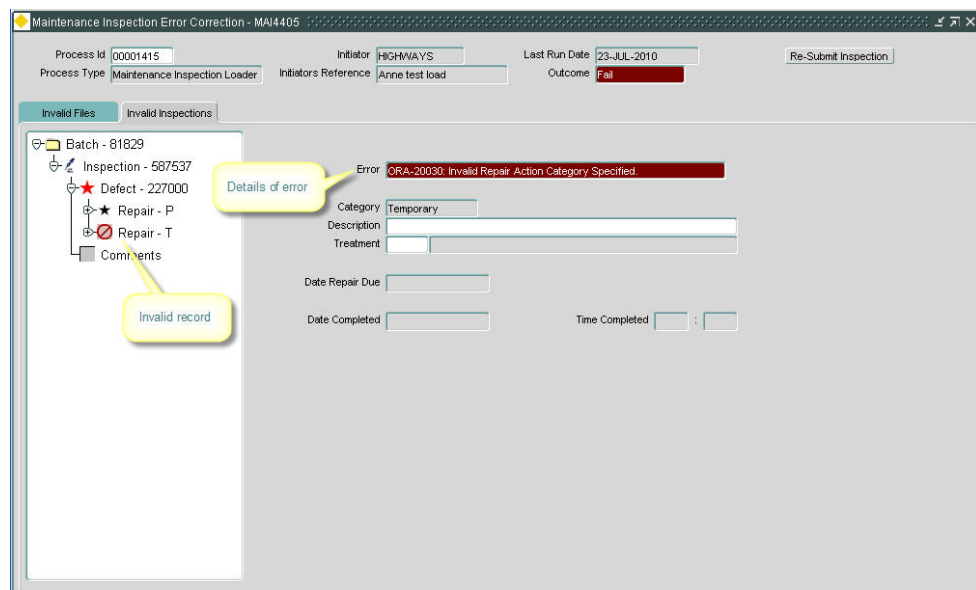 Maintenance Inspection Error Correction - MAI4405
Process Id 00001415 Initiator HIGHWAYS Last Run Date 23-JUL-2010 Re-Submit Inspection
Process Type Maintenance Inspection Loader Initiators Reference Anne test load Outcome Fail
Invalid Files Invalid Inspections
Batch - 81829
Inspection - 587537
Defect - 227000
Repair - P
Repair - T
Comments
Details of error
Invalid record
Error ORA-20030: Invalid Repair Action Category Specified.
Category Temporary
Description
Treatment
Date Repair Due
Date Completed Time Completed :